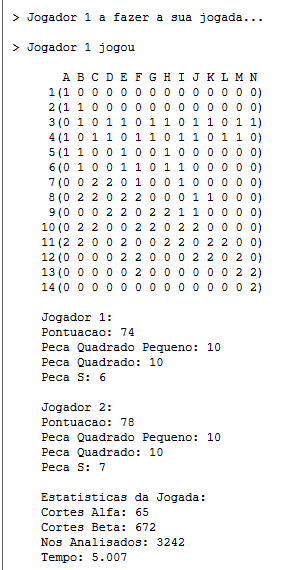 > Jogador 1 a fazer a sua jogada...
> Jogador 1 jogou
A B C D E F G H I J K L M N
1(1 0 0 0 0 0 0 0 0 0 0 0 0 0)
2(1 1 0 0 0 0 0 0 0 0 0 0 0 0)
3(0 1 0 1 1 0 1 1 0 1 1 0 1 1)
4(1 0 1 1 0 1 1 0 1 1 0 1 1 0)
5(1 1 0 0 1 0 0 1 0 0 0 0 0 0)
6(0 1 0 0 1 1 0 1 1 0 0 0 0 0)
7(0 0 2 2 0 1 0 0 1 0 0 0 0 0)
8(0 2 2 0 2 2 0 0 0 1 1 0 0 0)
9(0 0 0 2 2 0 2 2 1 1 0 0 0 0)
10(0 2 2 0 0 2 2 0 2 2 0 0 0 0)
11(2 2 0 0 2 0 0 2 2 0 2 2 0 0)
12(0 0 0 0 2 2 0 0 0 2 2 0 2 0)
13(0 0 0 0 0 2 0 0 0 0 0 0 2 2)
14(0 0 0 0 0 0 0 0 0 0 0 0 0 2)
Jogador 1:
Pontuacao: 74
Peca Quadrado Pequeno: 10
Peca Quadrado: 10
Peca S: 6
Jogador 2:
Pontuacao: 78
Peca Quadrado Pequeno: 10
Peca Quadrado: 10
Peca S: 7
Estatisticas da Jogada:
Cortes Alfa: 65
Cortes Beta: 672
Nos Analisados: 3242
Tempo: 5.007